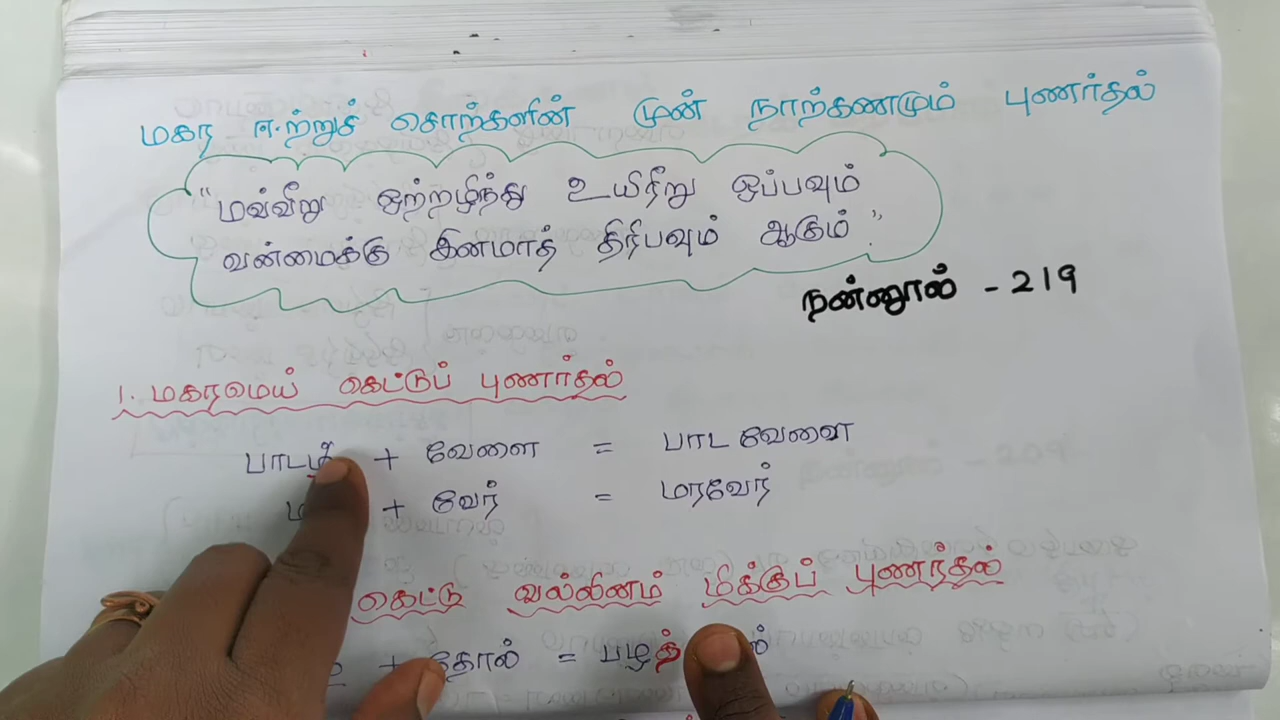 மகர ஈற்றுச் சொற்களின் முன் நாற்கணமும் புணர்தல்
"மவ்வீறு ஒற்றழிந்து உயிரீறு ஒப்பவும்
வன்மைக்கு இனமாத் திரிபவும் ஆகும்"
நன்னூல் - 219
1. மகரமெய் கெட்டுப் புணர்தல்
பாடம் + வேளை = பாட வேளை
+ வேர் = மரவேர்
கெட்டு வல்லினம் மிக்குப் புணர்தல்
+ தோல் = பழத்